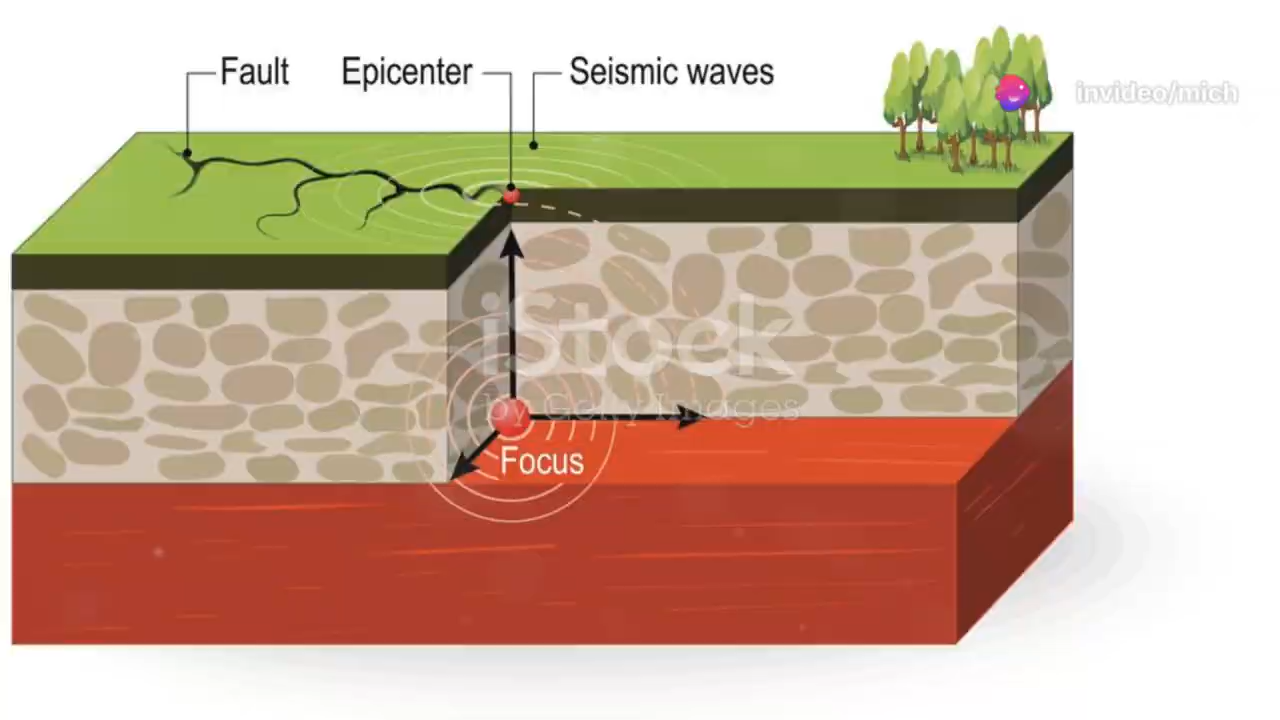 Fault
Epicenter
Seismic waves
invideo/mich
iStock
by Getty Images
Focus